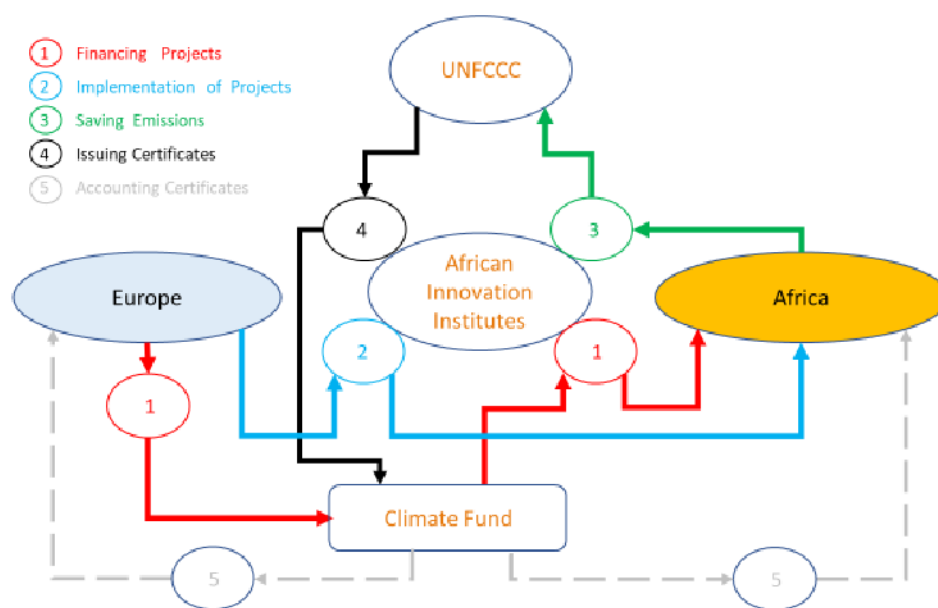 1 Financing Projects
2 Implementation of Projects
3 Saving Emissions
4 Issuing Certificates
5 Accounting Certificates
UNFCCC
4
3
African
Innovation
Institutes
Europe
Africa
2
1
1
Climate Fund
5
5